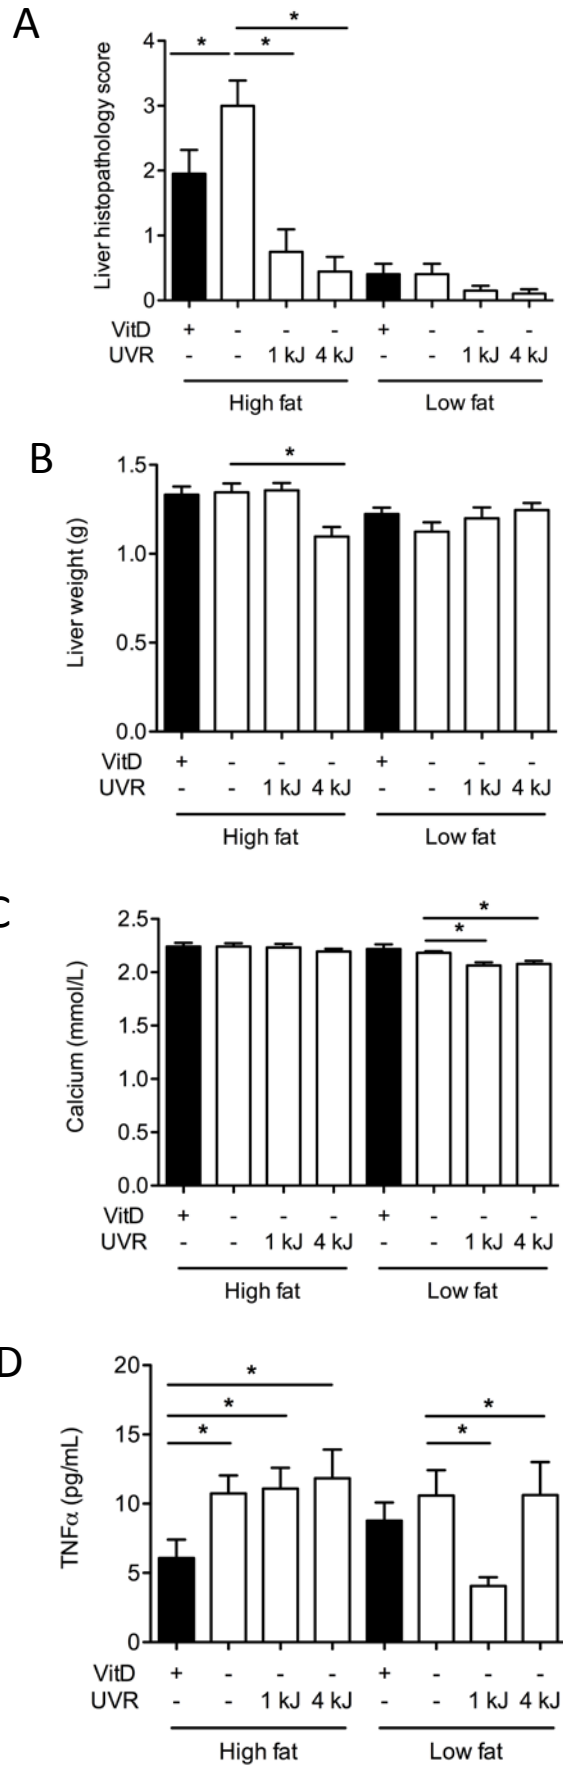 A
Liver histopathology score
* *
*
4
3
2
1
0
VitD + - - - + - - -
UVR - - 1 kJ 4 kJ - - 1 kJ 4 kJ
High fat Low fat
B
Liver weight (g)
*
1.5
1.0
0.5
0.0
VitD + - - - + - - -
UVR - - 1 kJ 4 kJ - - 1 kJ 4 kJ
High fat Low fat
C
Calcium (mmol/L)
*
*
2.5
2.0
1.5
1.0
0.5
0.0
VitD + - - - + - - -
UVR - - 1 kJ 4 kJ - - 1 kJ 4 kJ
High fat Low fat
D
TNFα (pg/mL)
*
* *
* *
20
15
10
5
0
VitD + - - - + - - -
UVR - - 1 kJ 4 kJ - - 1 kJ 4 kJ
High fat Low fat